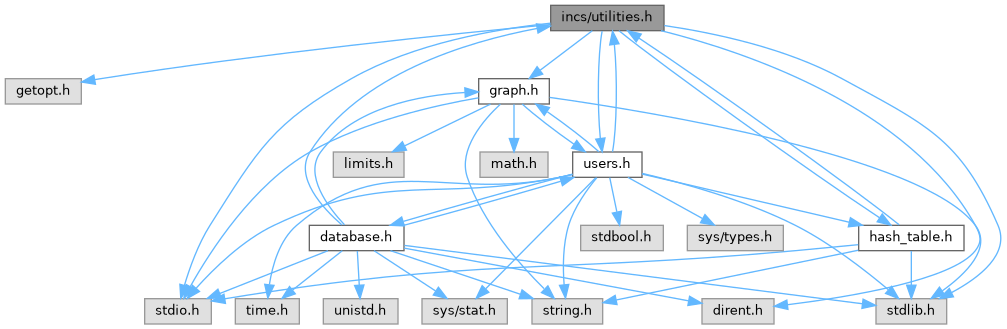 incs/utilities.h
getopt.h
graph.h
limits.h
math.h
users.h
database.h
stdbool.h
sys/types.h
hash_table.h
stdio.h
time.h
unistd.h
sys/stat.h
string.h
dirent.h
stdlib.h